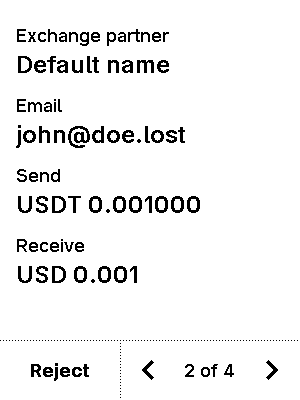 Exchange partner
Default name
Email
john@doe.lost
Send
USDT 0.001000
Receive
USD 0.001
Reject
2 of 4